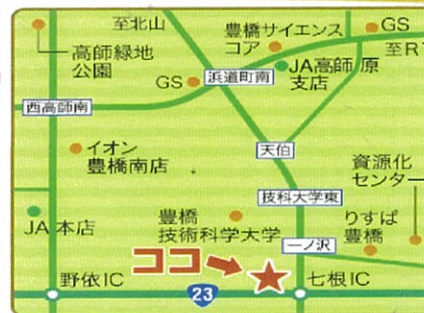 至北山
豊橋サイエンス
コア
GS
至R
高師緑地
公園
GS
浜道町南
JA高師原
支店
西高師南
イオン
豊橋南店
天伯
資源化
センター
技科大学東
豊橋
技術科学大学
りすぱ
豊橋
JA本店
一ノ沢
ココ
野依IC
23
七根IC